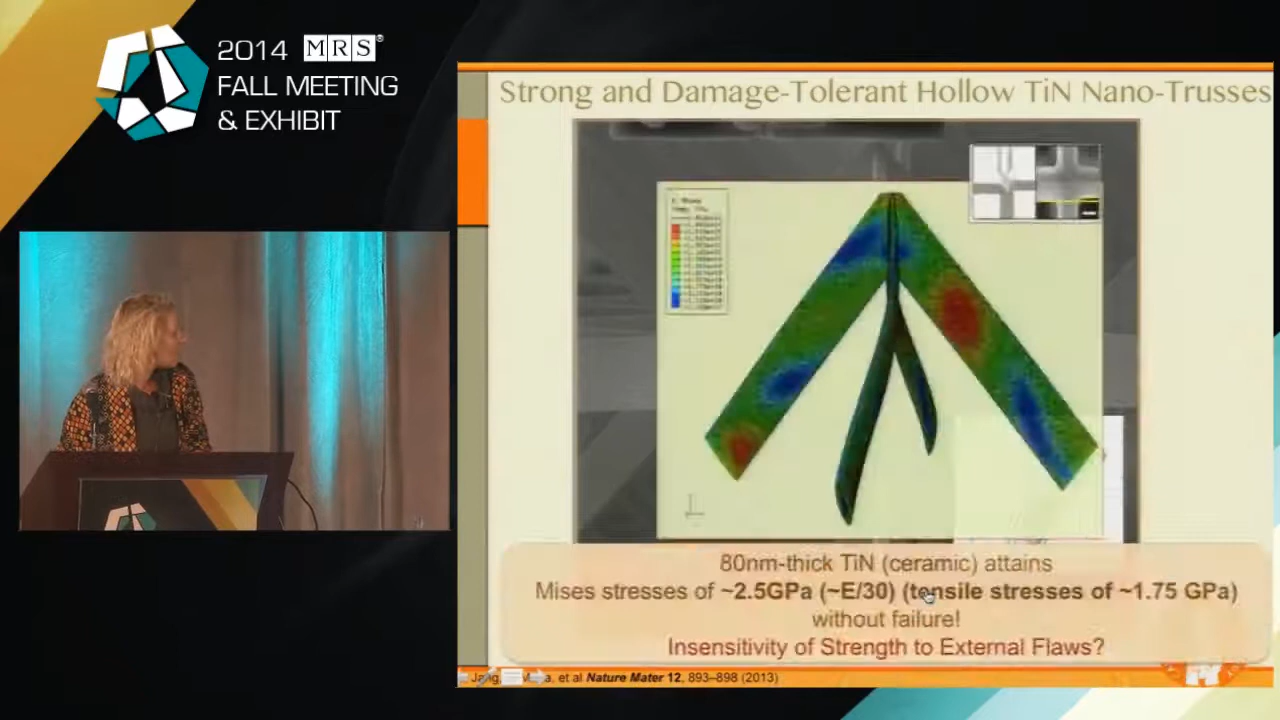 2014 MRS®
FALL MEETING
& EXHIBIT
Strong and Damage-Tolerant Hollow TiN Nano-Trusses
80nm-thick TiN (ceramic) attains
Mises stresses of ~2.5GPa (~E/30) (tensile stresses of ~1.75 GPa)
without failure!
Insensitivity of Strength to External Flaws?
et al Nature Mater 12, 893–898 (2013)